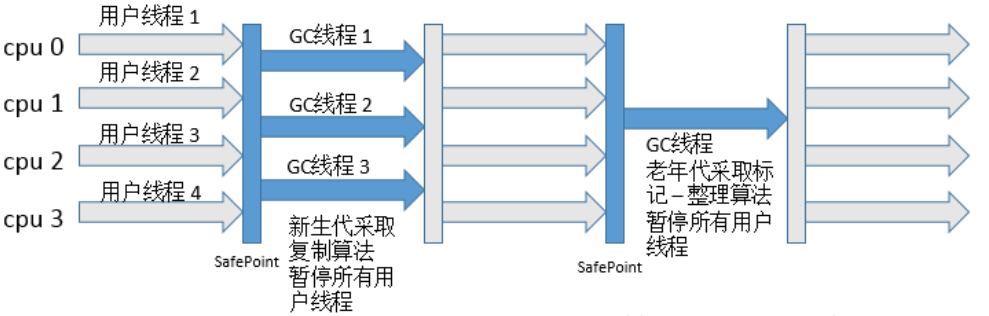 用户线程 1
cpu 0
GC线程 1
用户线程 2
cpu 1
GC线程 2
用户线程 3
cpu 2
GC线程 3
用户线程 4
cpu 3
SafePoint
新生代采取
复制算法
暂停所有用
户线程
SafePoint
GC线程
老年代采取标
记–整理算法
暂停所有用户
线程